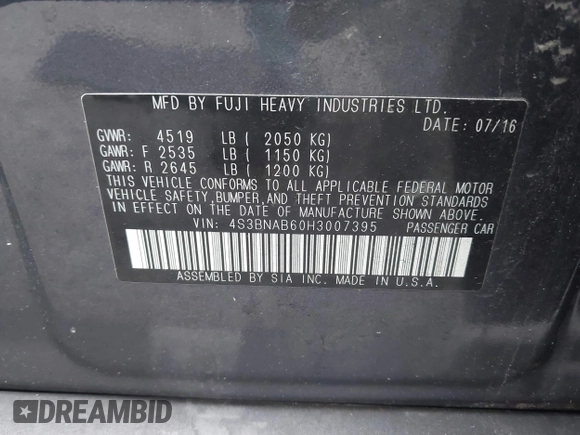 MFD BY FUJI HEAVY INDUSTRIES LTD.
DATE: 07/16
GVWR: 4519 LB ( 2050 KG)
GAWR: F 2535 LB ( 1150 KG)
GAWR: R 2645 LB ( 1200 KG)
THIS VEHICLE CONFORMS TO ALL APPLICABLE FEDERAL MOTOR
VEHICLE SAFETY, BUMPER, AND THEFT PREVENTION STANDARDS
IN EFFECT ON THE DATE OF MANUFACTURE SHOWN ABOVE.
VIN: 4S3BNAB60H3007395 PASSENGER CAR
ASSEMBLED BY SIA INC. MADE IN U.S.A.
DREAMBID